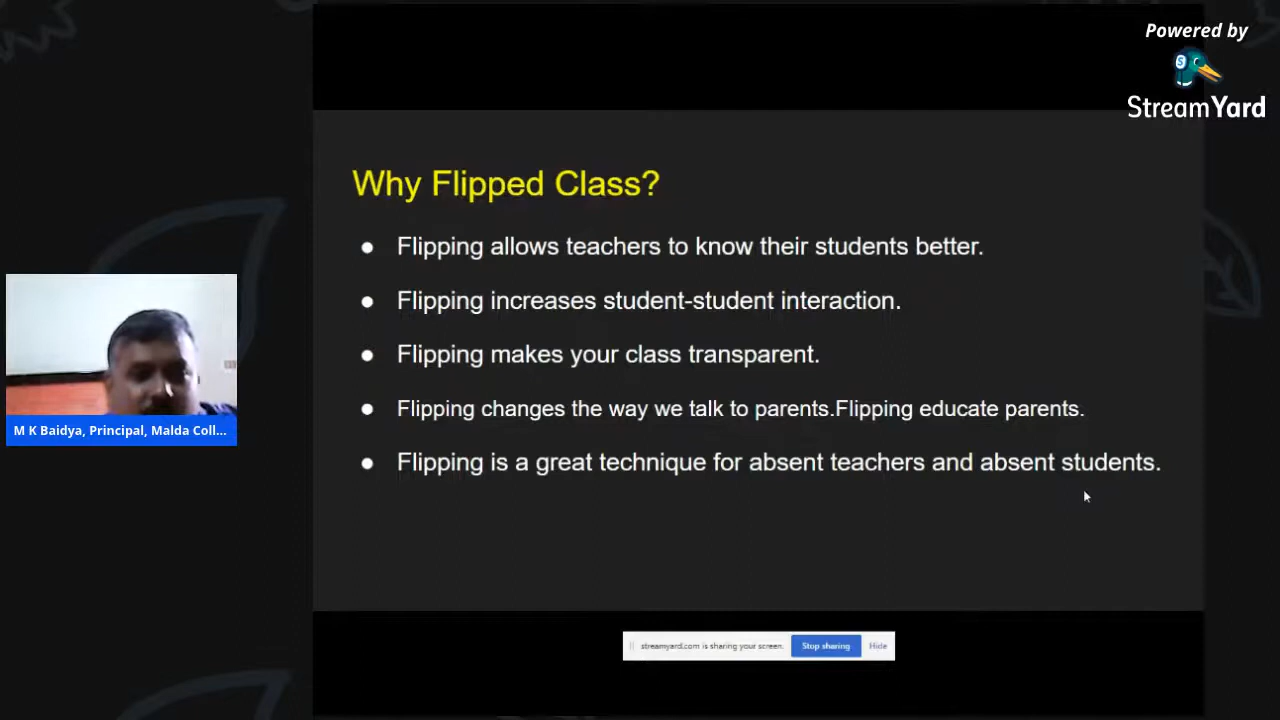 Powered by
StreamYard
Why Flipped Class?
● Flipping allows teachers to know their students better.
● Flipping increases student-student interaction.
● Flipping makes your class transparent.
● Flipping changes the way we talk to parents.Flipping educate parents.
● Flipping is a great technique for absent teachers and absent students.
M K Baidya, Principal, Malda Coll...
streamyard.com is sharing your screen. Stop sharing Hide